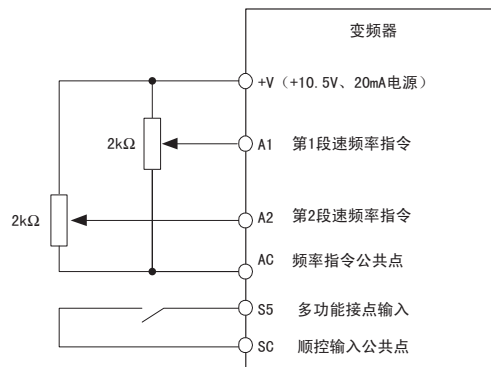 变频器
+V（+10.5V、20mA电源）
2kΩ
A1 第1段速频率指令
2kΩ
A2 第2段速频率指令
AC 频率指令公共点
S5 多功能接点输入
SC 顺控输入公共点